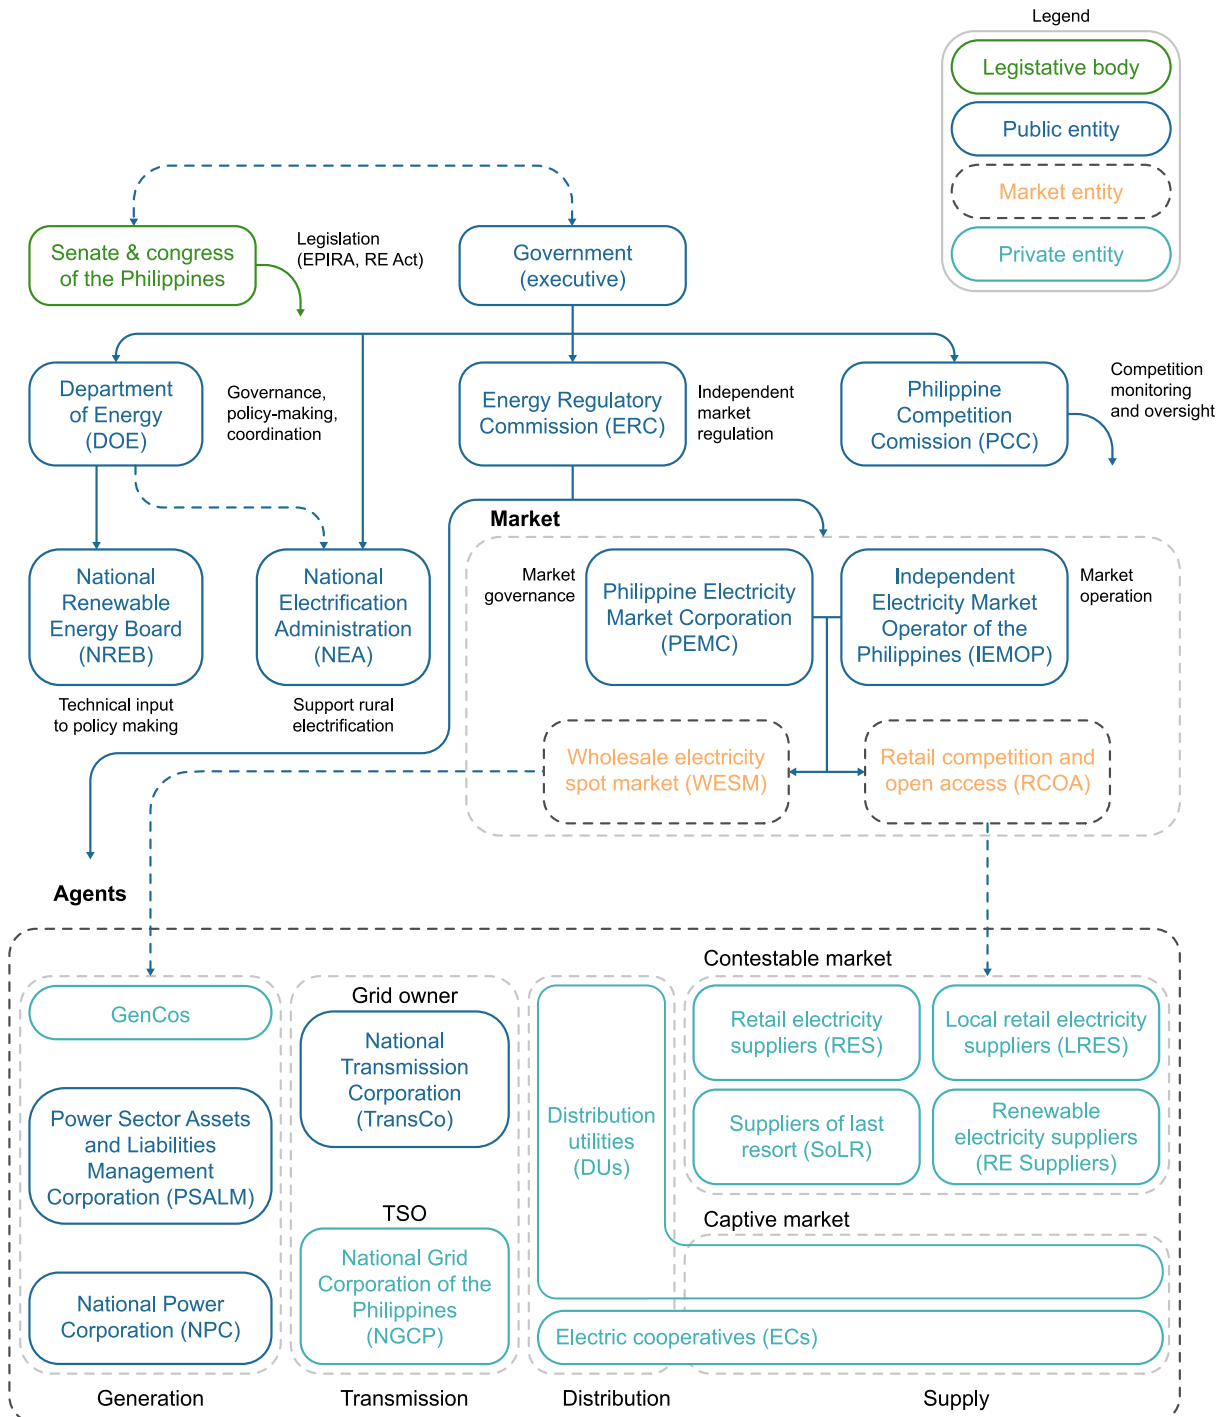 Legend
Legistative body
Public entity
Market entity
Private entity
Senate & congress
of the Philippines
Legislation
(EPIRA, RE Act)
Government
(executive)
Department
of Energy
(DOE)
Governance,
policy-making,
coordination
Energy Regulatory
Commission (ERC)
Independent
market
regulation
Philippine
Competition
Comission (PCC)
Competition
monitoring
and oversight
National
Renewable
Energy Board
(NREB)
Technical input
to policy making
National
Electrification
Administration
(NEA)
Support rural
electrification
Market
Market
governance
Philippine Electricity
Market Corporation
(PEMC)
Independent
Electricity Market
Operator of the
Philippines (IEMOP)
Market
operation
Wholesale electricity
spot market (WESM)
Retail competition and
open access (RCOA)
Agents
GenCos
Power Sector Assets
and Liabilities
Management
Corporation (PSALM)
National Power
Corporation (NPC)
Generation
Grid owner
National
Transmission
Corporation
(TransCo)
TSO
National Grid
Corporation of the
Philippines
(NGCP)
Transmission
Distribution
utilities
(DUs)
Contestable market
Retail electricity
suppliers (RES)
Local retail electricity
suppliers (LRES)
Suppliers of last
resort (SoLR)
Renewable
electricity suppliers
(RE Suppliers)
Captive market
Electric cooperatives (ECs)
Distribution
Supply